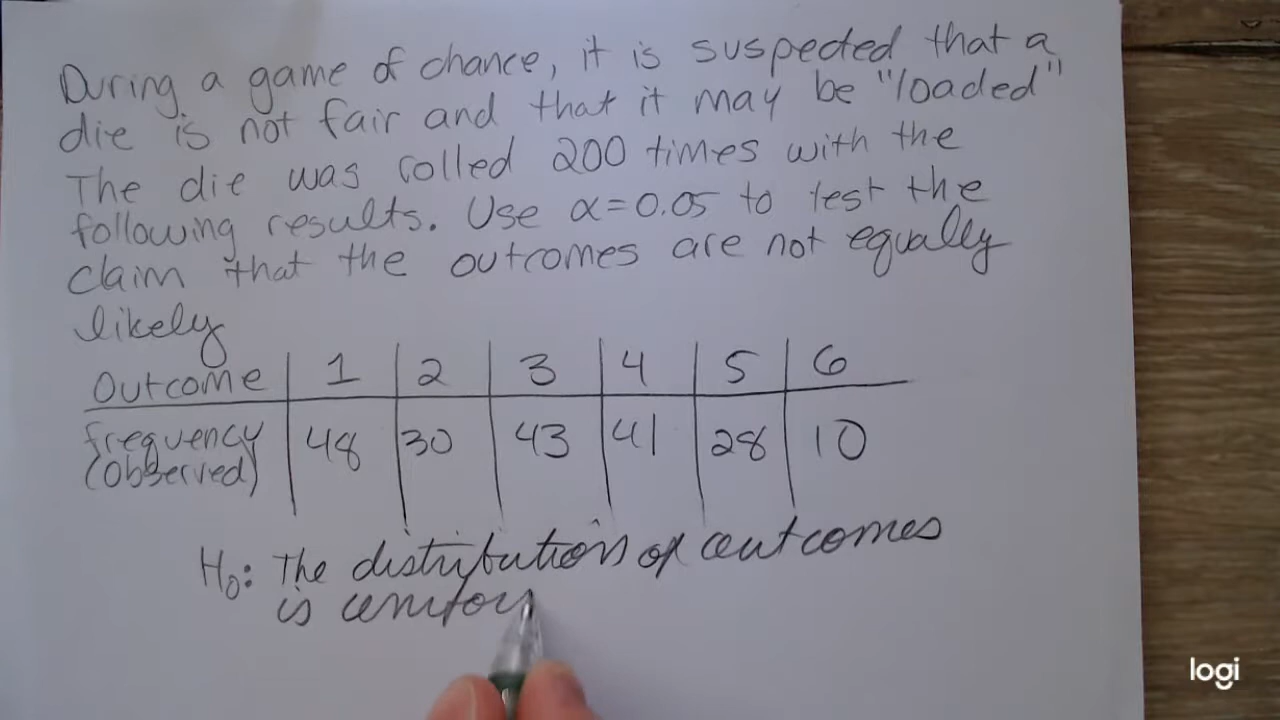 During a game of chance, it is suspected that a
die is not fair and that it may be "loaded"
The die was rolled 200 times with the
following results. Use α=0.05 to test the
claim that the outcomes are not equally
likely
Outcome 1 2 3 4 5 6
frequency 48 30 43 41 28 10
(observed)
H₀: The distribution of outcomes
is unifor
logi